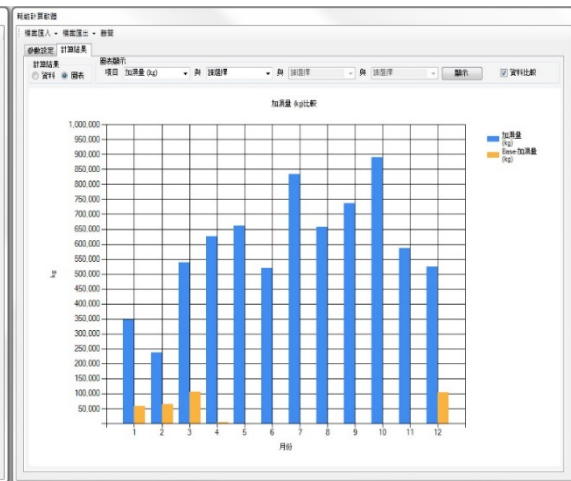 耗能計算軟體
檔案匯入 檔案匯出 語言
參數設定 計算結果
計算結果 圖表顯示
資料 圖表 項目 加濕量 (kg) 與 請選擇 與 請選擇 與 請選擇 顯示 資料比較
加濕量 (kg)比較
加濕量
(kg)
Base-加濕量
(kg)
1,000,000
950,000
900,000
850,000
800,000
750,000
700,000
650,000
600,000
550,000
500,000
450,000
400,000
350,000
300,000
250,000
200,000
150,000
100,000
50,000
kg
1 2 3 4 5 6 7 8 9 10 11 12
月份